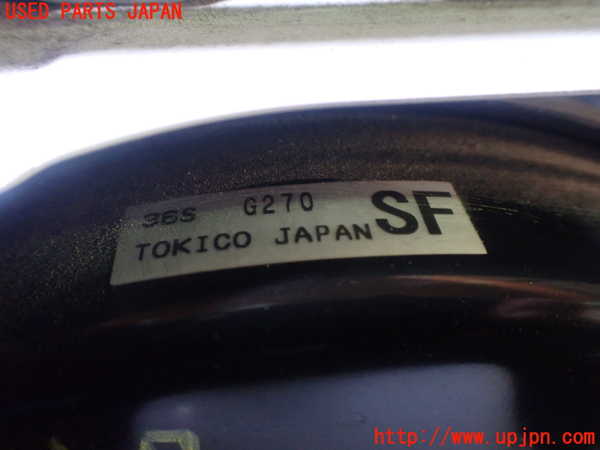 USED PARTS JAPAN
36S G270 SF
TOKICO JAPAN
http://www.upjpn.com